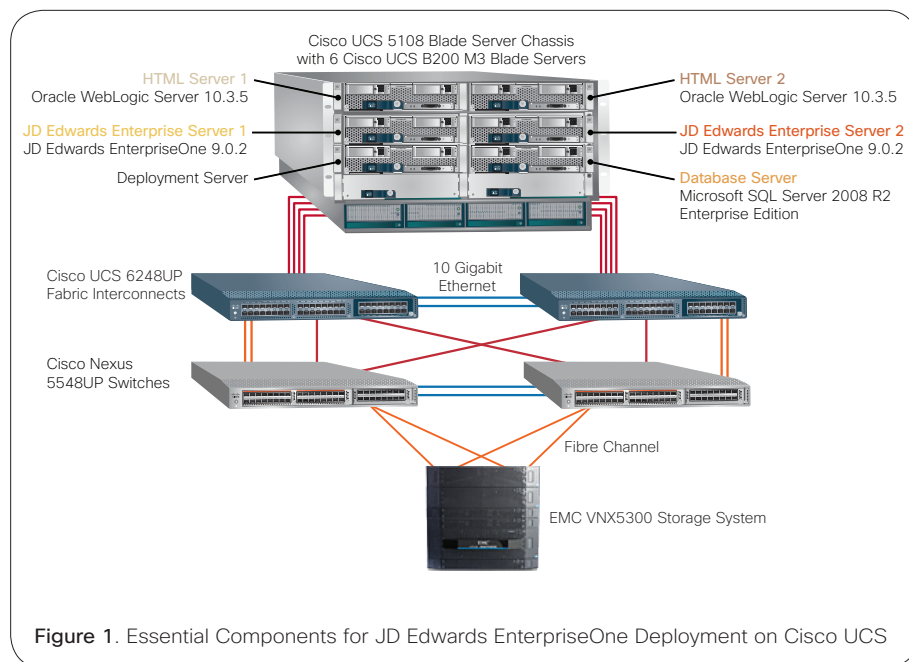 Cisco UCS 5108 Blade Server Chassis
with 6 Cisco UCS B200 M3 Blade Servers
HTML Server 1
Oracle WebLogic Server 10.3.5
HTML Server 2
Oracle WebLogic Server 10.3.5
JD Edwards Enterprise Server 1
JD Edwards EnterpriseOne 9.0.2
JD Edwards Enterprise Server 2
JD Edwards EnterpriseOne 9.0.2
Deployment Server
Database Server
Microsoft SQL Server 2008 R2
Enterprise Edition
Cisco UCS 6248UP
Fabric Interconnects
10 Gigabit
Ethernet
Cisco Nexus
5548UP Switches
Fibre Channel
EMC
EMC VNX5300 Storage System
Figure 1. Essential Components for JD Edwards EnterpriseOne Deployment on Cisco UCS